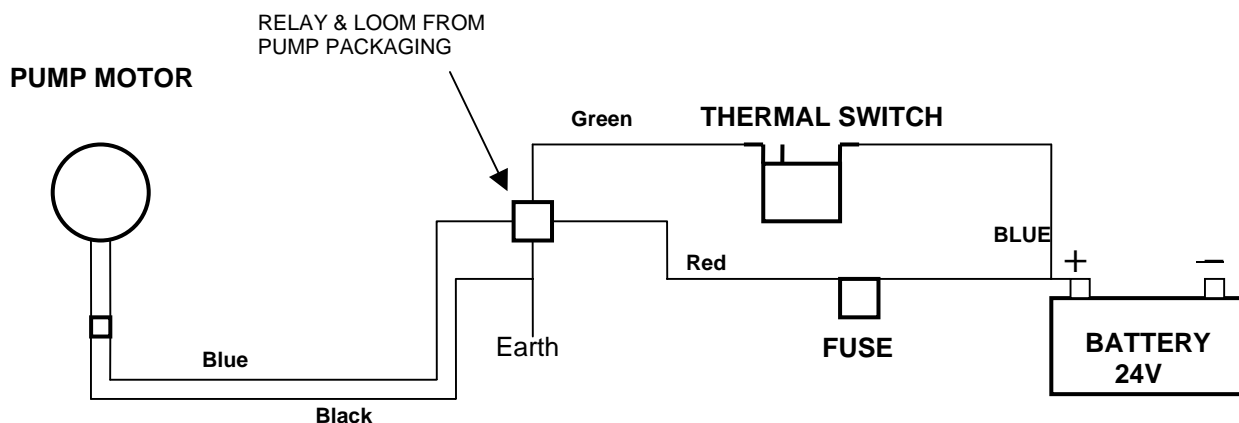 RELAY & LOOM FROM
PUMP PACKAGING
PUMP MOTOR
Green
THERMAL SWITCH
BLUE
Red
+
−
Earth
FUSE
BATTERY
24V
Blue
Black